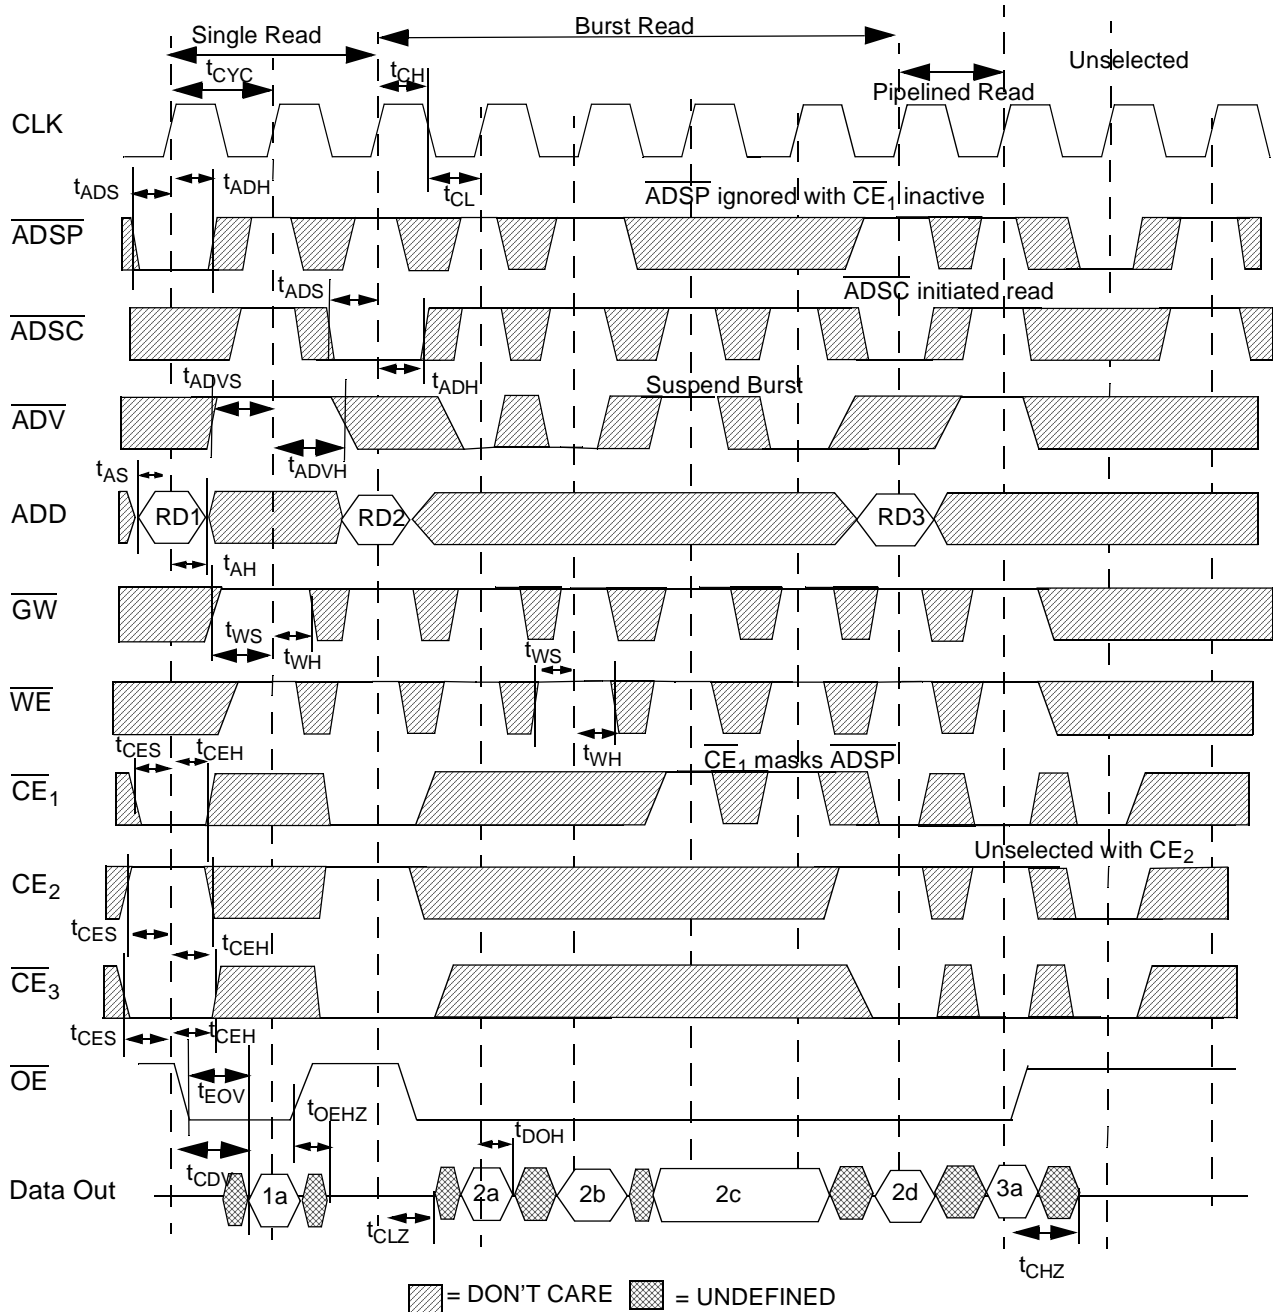 Burst Read
Single Read
Unselected
tCYC
tCH
Pipelined Read
CLK
tADS
tADH
tCL
ADSP ignored with CE1 inactive
ADSP
tADS
ADSC initiated read
ADSC
tADH
tADVS
Suspend Burst
ADV
tADVH
tAS
ADD
RD1
RD2
RD3
tAH
GW
tWS
tWH
tWS
WE
tWH
tCES
tCEH
CE1 masks ADSP
CE1
Unselected with CE2
CE2
tCES
tCEH
CE3
tCES
tCEH
OE
tEOV
tOEHZ
tDOH
tCDV
Data Out
1a
2a
2b
2c
2d
3a
tCLZ
tCHZ
= DON'T CARE
= UNDEFINED